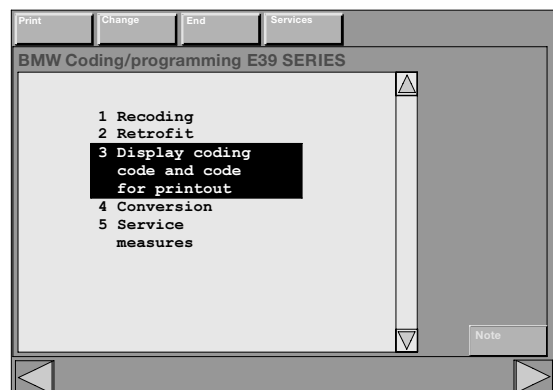 Print Change End Services
BMW Coding/programming E39 SERIES
1 Recoding
2 Retrofit
3 Display coding
code and code
for printout
4 Conversion
5 Service
measures
Note